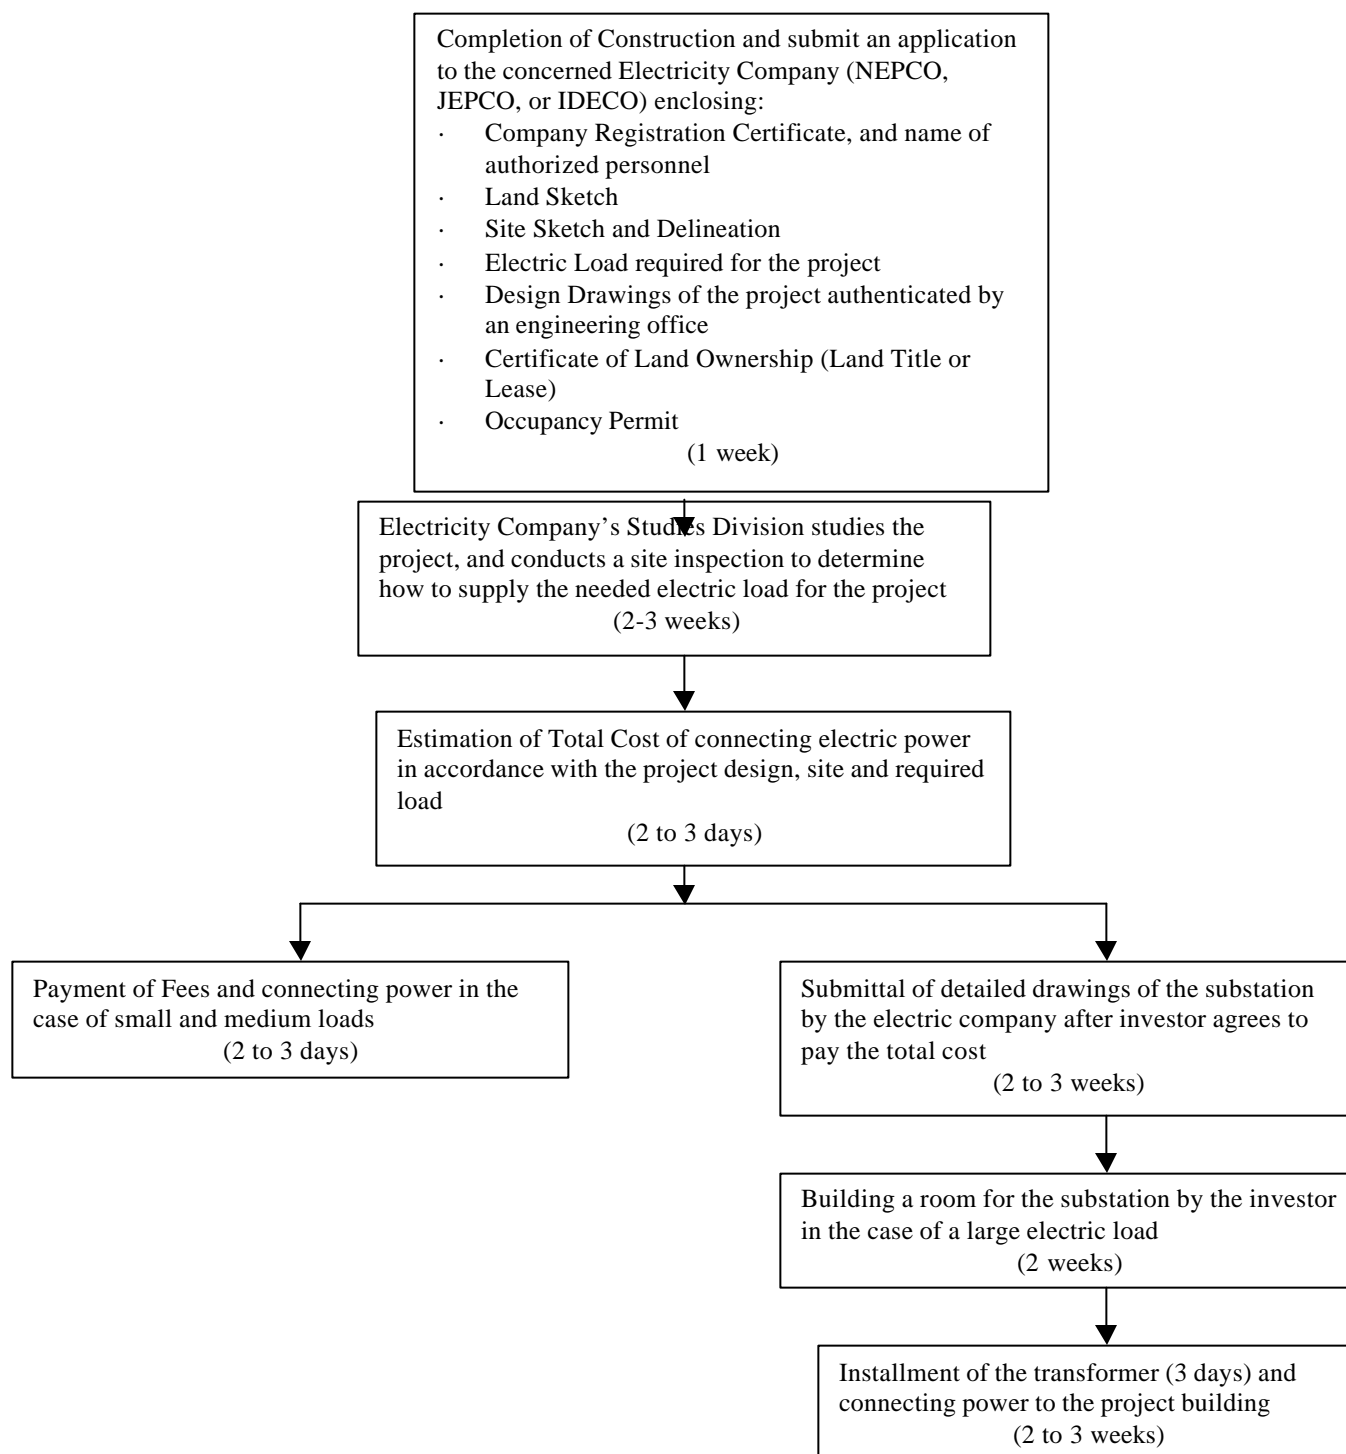 Completion of Construction and submit an application
to the concerned Electricity Company (NEPCO,
JEPCO, or IDECO) enclosing:
· Company Registration Certificate, and name of
authorized personnel
· Land Sketch
· Site Sketch and Delineation
· Electric Load required for the project
· Design Drawings of the project authenticated by
an engineering office
· Certificate of Land Ownership (Land Title or
Lease)
· Occupancy Permit
(1 week)
Electricity Company’s Studies Division studies the
project, and conducts a site inspection to determine
how to supply the needed electric load for the project
(2-3 weeks)
Estimation of Total Cost of connecting electric power
in accordance with the project design, site and required
load
(2 to 3 days)
Payment of Fees and connecting power in the
case of small and medium loads
(2 to 3 days)
Submittal of detailed drawings of the substation
by the electric company after investor agrees to
pay the total cost
(2 to 3 weeks)
Building a room for the substation by the investor
in the case of a large electric load
(2 weeks)
Installment of the transformer (3 days) and
connecting power to the project building
(2 to 3 weeks)